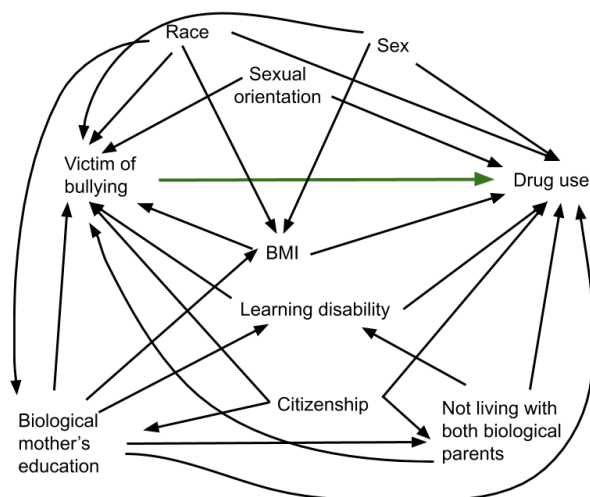 Race
Sex
Sexual
orientation
Victim of
bullying
Drug use
BMI
Learning disability
Citizenship
Biological
mother's
education
Not living with
both biological
parents